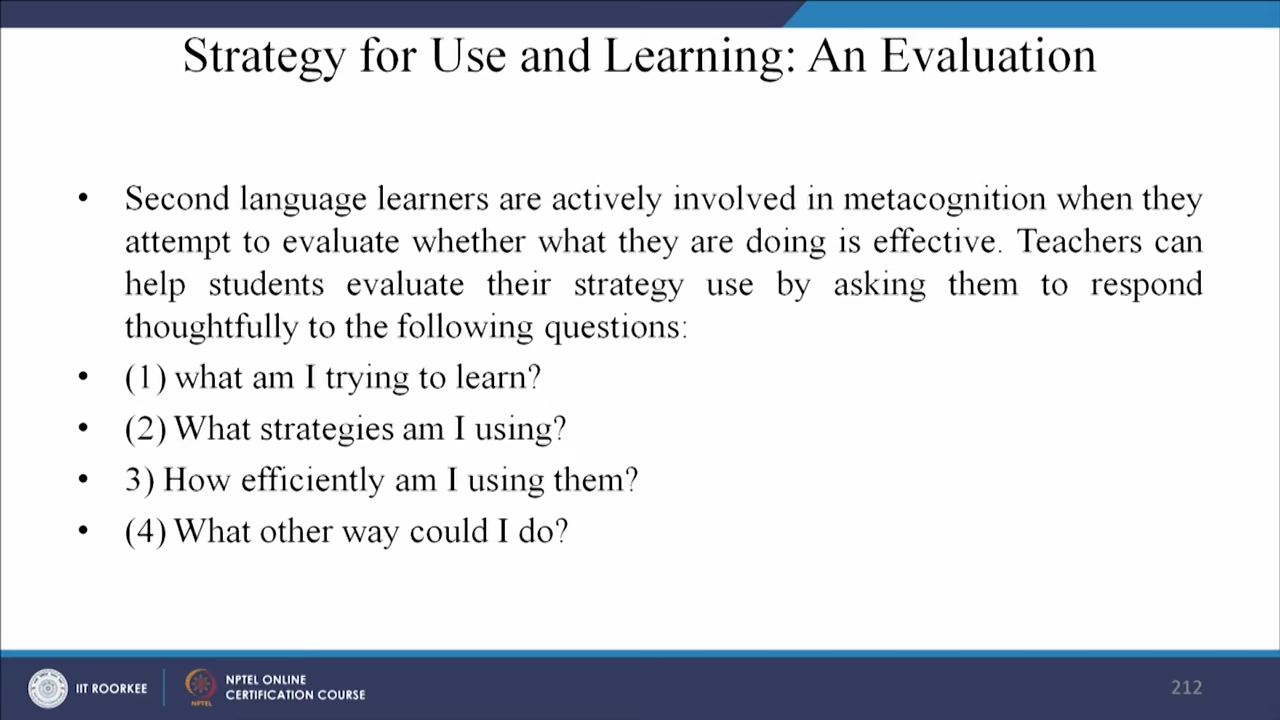 Strategy for Use and Learning: An Evaluation
• Second language learners are actively involved in metacognition when they
attempt to evaluate whether what they are doing is effective. Teachers can
help students evaluate their strategy use by asking them to respond
thoughtfully to the following questions:
• (1) what am I trying to learn?
• (2) What strategies am I using?
• 3) How efficiently am I using them?
• (4) What other way could I do?
IIT ROORKEE
NPTEL
NPTEL ONLINE
CERTIFICATION COURSE
212